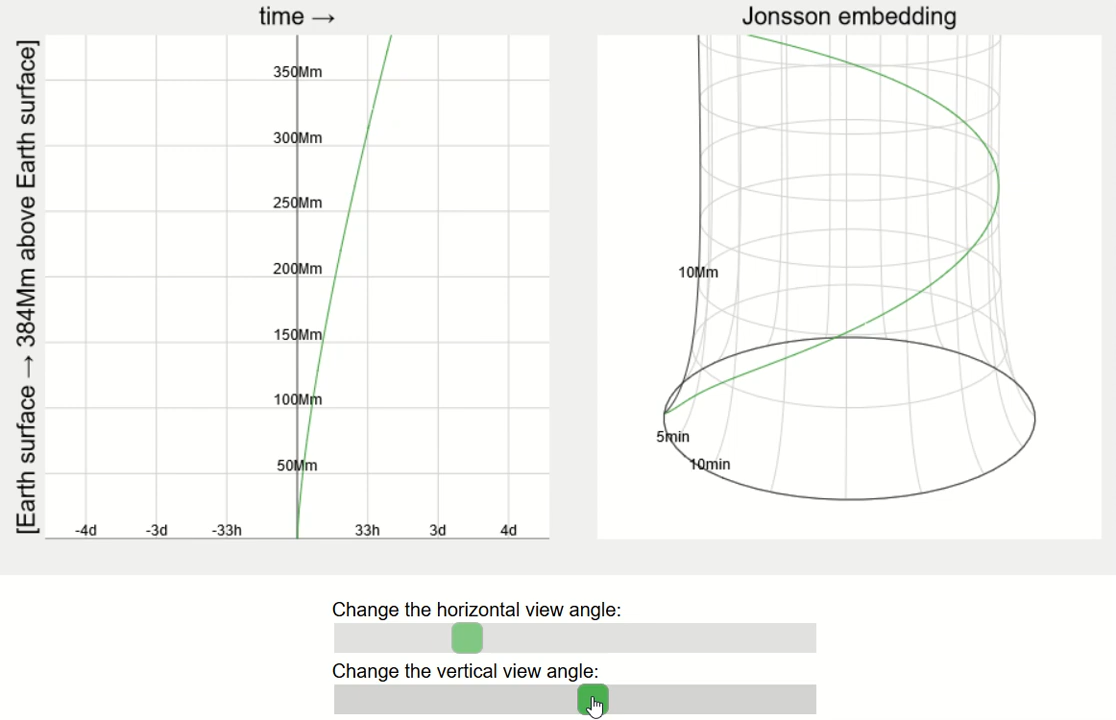 time →
Jonsson embedding
[Earth surface → 384Mm above Earth surface]
350Mm
300Mm
250Mm
200Mm
150Mm
100Mm
50Mm
-4d -3d -33h 33h 3d 4d
10Mm
5min
10min
Change the horizontal view angle:
Change the vertical view angle: